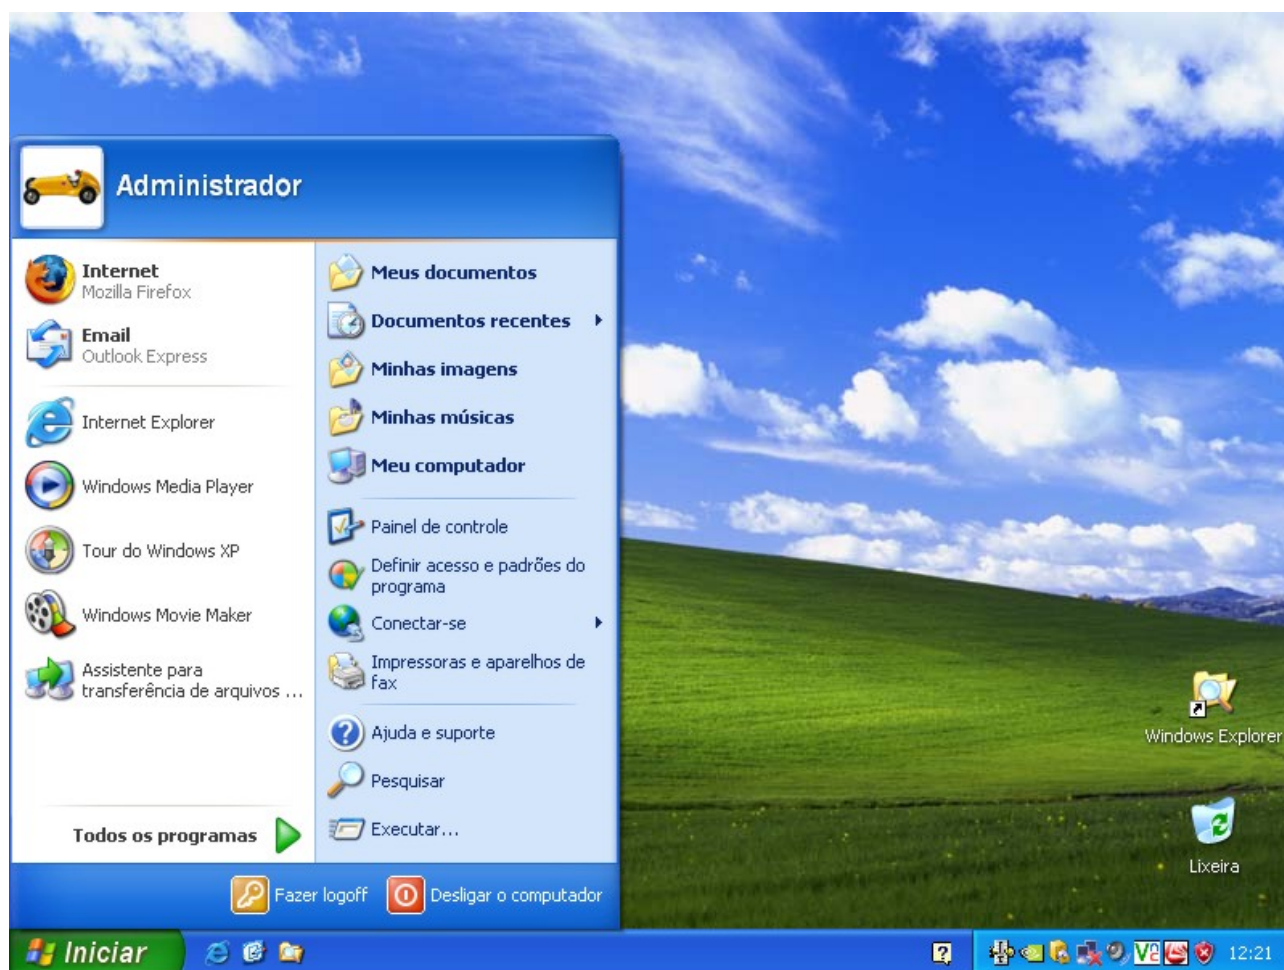 Administrador
Internet
Mozilla Firefox
Email
Outlook Express
Internet Explorer
Windows Media Player
Tour do Windows XP
Windows Movie Maker
Assistente para
transferência de arquivos ...
Todos os programas
Meus documentos
Documentos recentes
Minhas imagens
Minhas músicas
Meu computador
Painel de controle
Definir acesso e padrões do
programa
Conectar-se
Impressoras e aparelhos de
fax
Ajuda e suporte
Pesquisar
Executar...
Fazer logoff
Desligar o computador
Windows Explorer
Lixeira
Iniciar
12:21